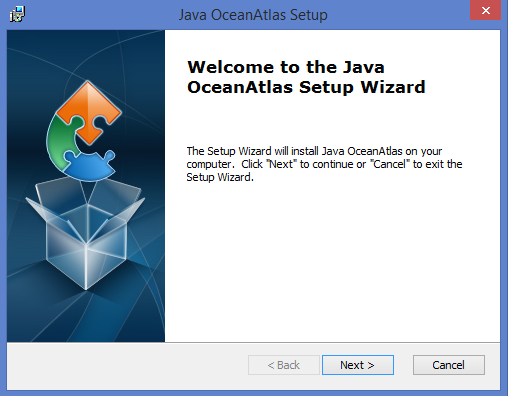 Java OceanAtlas Setup
Welcome to the Java
OceanAtlas Setup Wizard
The Setup Wizard will install Java OceanAtlas on your
computer. Click "Next" to continue or "Cancel" to exit the
Setup Wizard.
< Back Next > Cancel